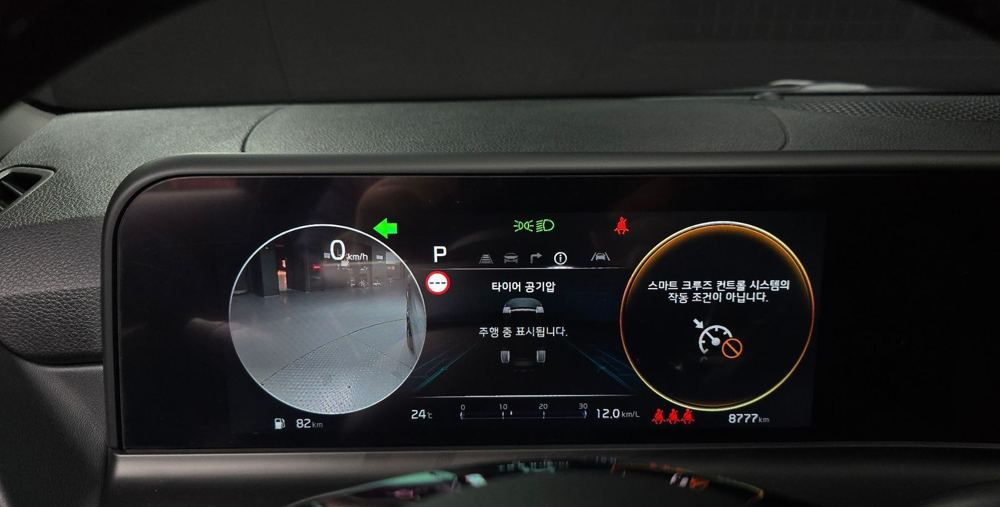 0 km/h
P
타이어 공기압
주행 중 표시됩니다.
스마트 크루즈 컨트롤 시스템의
작동 조건이 아닙니다.
82 km
24℃
0 10 20 30
12.0 km/L
8777 km